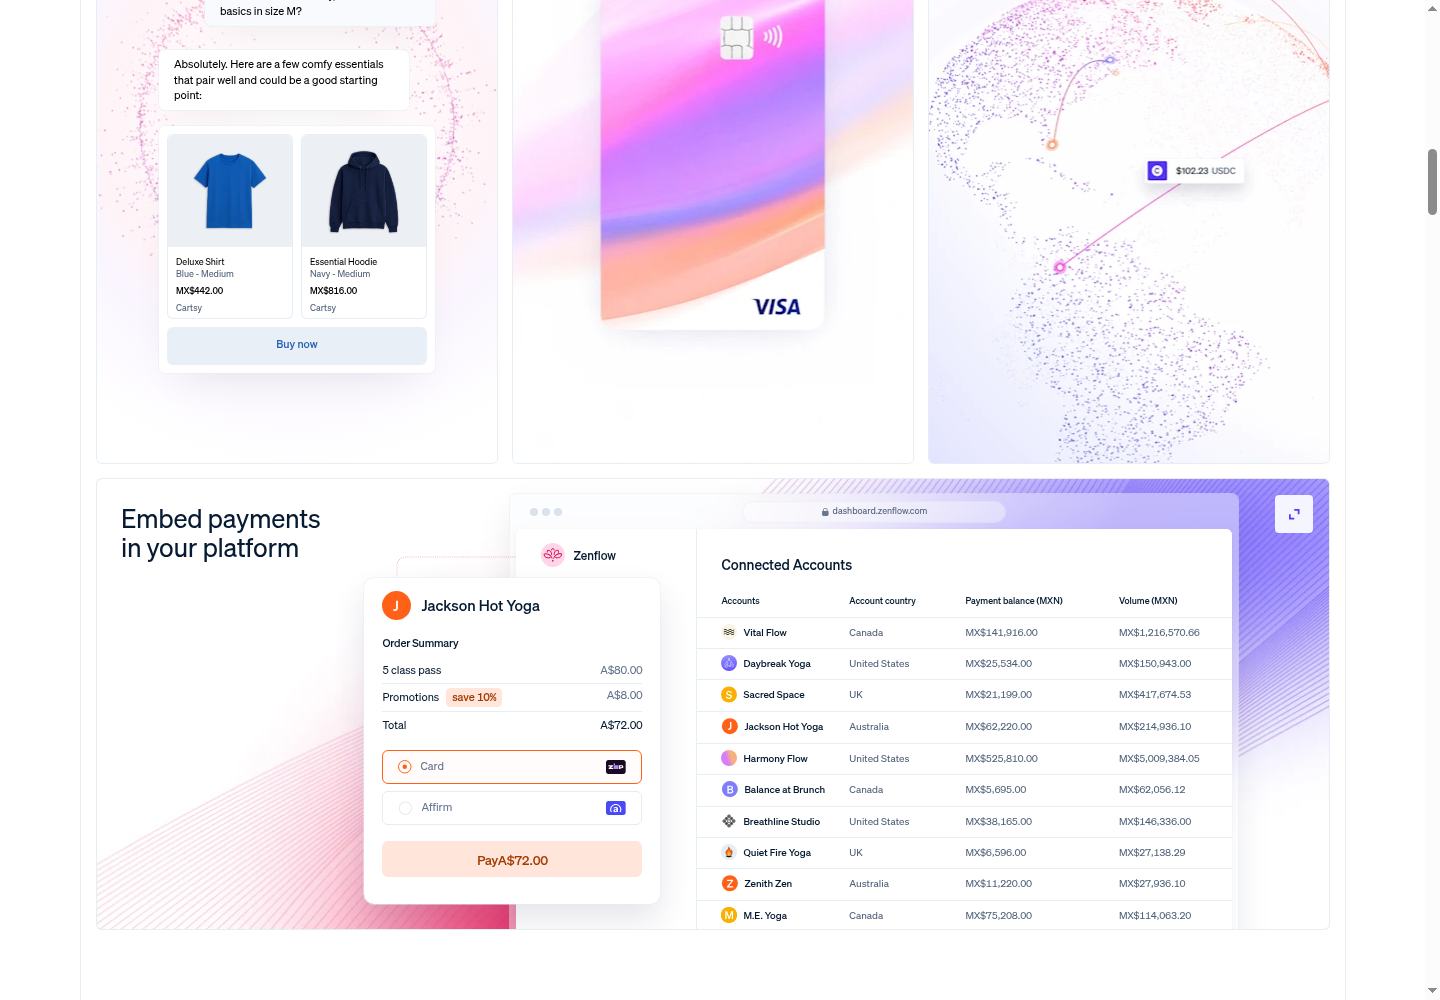 basics in size M?
Absolutely. Here are a few comfy essentials
that pair well and could be a good starting
point:
Deluxe Shirt
Blue - Medium
MX$442.00
Cartsy
Essential Hoodie
Navy - Medium
MX$816.00
Cartsy
Buy now
VISA
$102.23 USDC
Embed payments
in your platform
dashboard.zenflow.com
Zenflow
J Jackson Hot Yoga
Order Summary
5 class pass A$80.00
Promotions save 10% A$8.00
Total A$72.00
Card
Affirm
PayA$72.00
Connected Accounts
Accounts Account country Payment balance (MXN) Volume (MXN)
Vital Flow Canada MX$141,916.00 MX$1,216,570.66
Daybreak Yoga United States MX$25,534.00 MX$150,943.00
S Sacred Space UK MX$21,199.00 MX$417,674.53
J Jackson Hot Yoga Australia MX$62,220.00 MX$214,936.10
Harmony Flow United States MX$525,810.00 MX$5,009,384.05
B Balance at Brunch Canada MX$5,695.00 MX$62,056.12
Breathline Studio United States MX$38,165.00 MX$146,336.00
Quiet Fire Yoga UK MX$6,596.00 MX$27,138.29
Z Zenith Zen Australia MX$11,220.00 MX$27,936.10
M M.E. Yoga Canada MX$75,208.00 MX$114,063.20